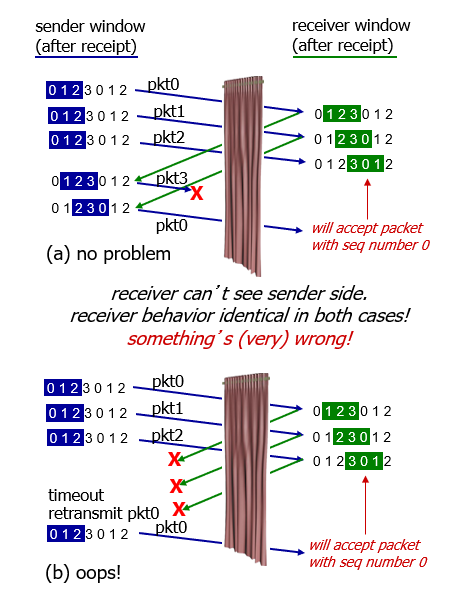 sender window
(after receipt)
receiver window
(after receipt)
0 1 2 3 0 1 2 pkt0
0 1 2 3 0 1 2 pkt1
0 1 2 3 0 1 2
0 1 2 3 0 1 2 pkt2
0 1 2 3 0 1 2
0 1 2 3 0 1 2
0 1 2 3 0 1 2 pkt3
X
0 1 2 3 0 1 2
pkt0
will accept packet
with seq number 0
(a) no problem
receiver can´t see sender side.
receiver behavior identical in both cases!
something´s (very) wrong!
0 1 2 3 0 1 2 pkt0
0 1 2 3 0 1 2 pkt1
0 1 2 3 0 1 2
0 1 2 3 0 1 2 pkt2
0 1 2 3 0 1 2
0 1 2 3 0 1 2
X
X
X
timeout
retransmit pkt0
0 1 2 3 0 1 2 pkt0
will accept packet
with seq number 0
(b) oops!